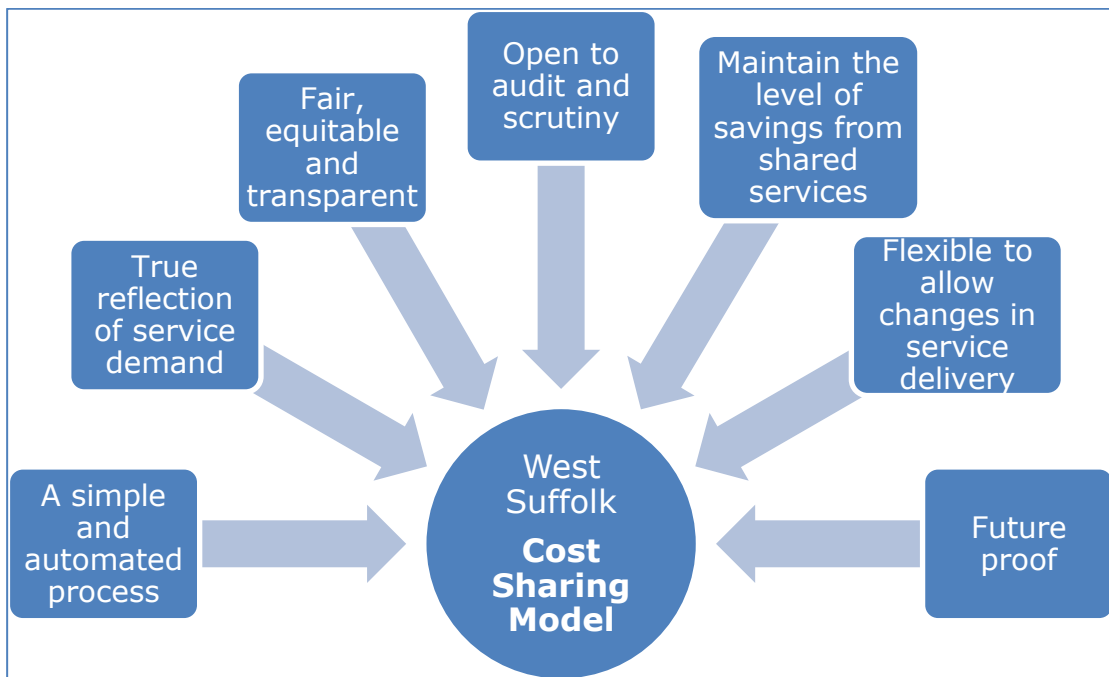 A simple
and
automated
process
True
reflection
of service
demand
Fair,
equitable
and
transparent
Open to
audit and
scrutiny
Maintain the
level of
savings from
shared
services
Flexible to
allow
changes in
service
delivery
Future
proof
West
Suffolk
Cost
Sharing
Model